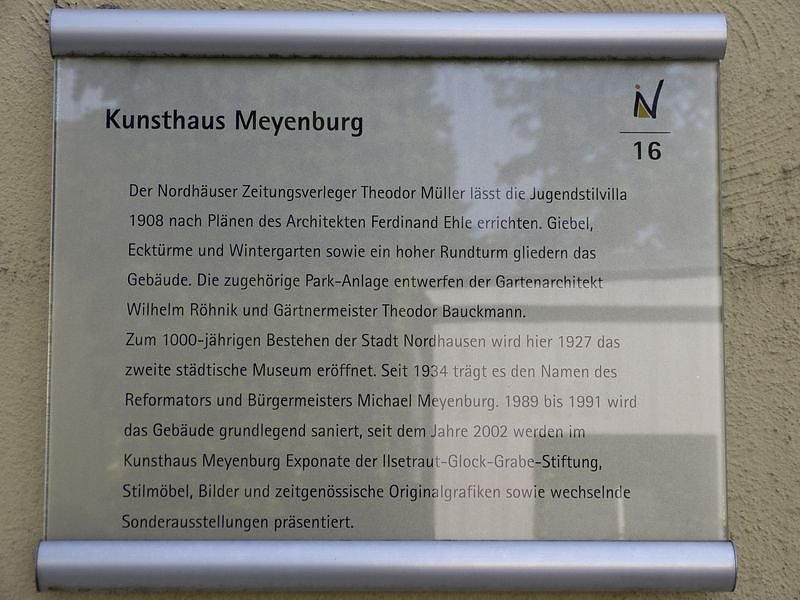 Kunsthaus Meyenburg
N
16
Der Nordhäuser Zeitungsverleger Theodor Müller lässt die Jugendstilvilla
1908 nach Plänen des Architekten Ferdinand Ehle errichten. Giebel,
Ecktürme und Wintergarten sowie ein hoher Rundturm gliedern das
Gebäude. Die zugehörige Park-Anlage entwerfen der Gartenarchitekt
Wilhelm Röhnik und Gärtnermeister Theodor Bauckmann.
Zum 1000-jährigen Bestehen der Stadt Nordhausen wird hier 1927 das
zweite städtische Museum eröffnet. Seit 1934 trägt es den Namen des
Reformators und Bürgermeisters Michael Meyenburg. 1989 bis 1991 wird
das Gebäude grundlegend saniert, seit dem Jahre 2002 werden im
Kunsthaus Meyenburg Exponate der Ilsetraut-Glock-Grabe-Stiftung,
Stilmöbel, Bilder und zeitgenössische Originalgrafiken sowie wechselnde
Sonderausstellungen präsentiert.